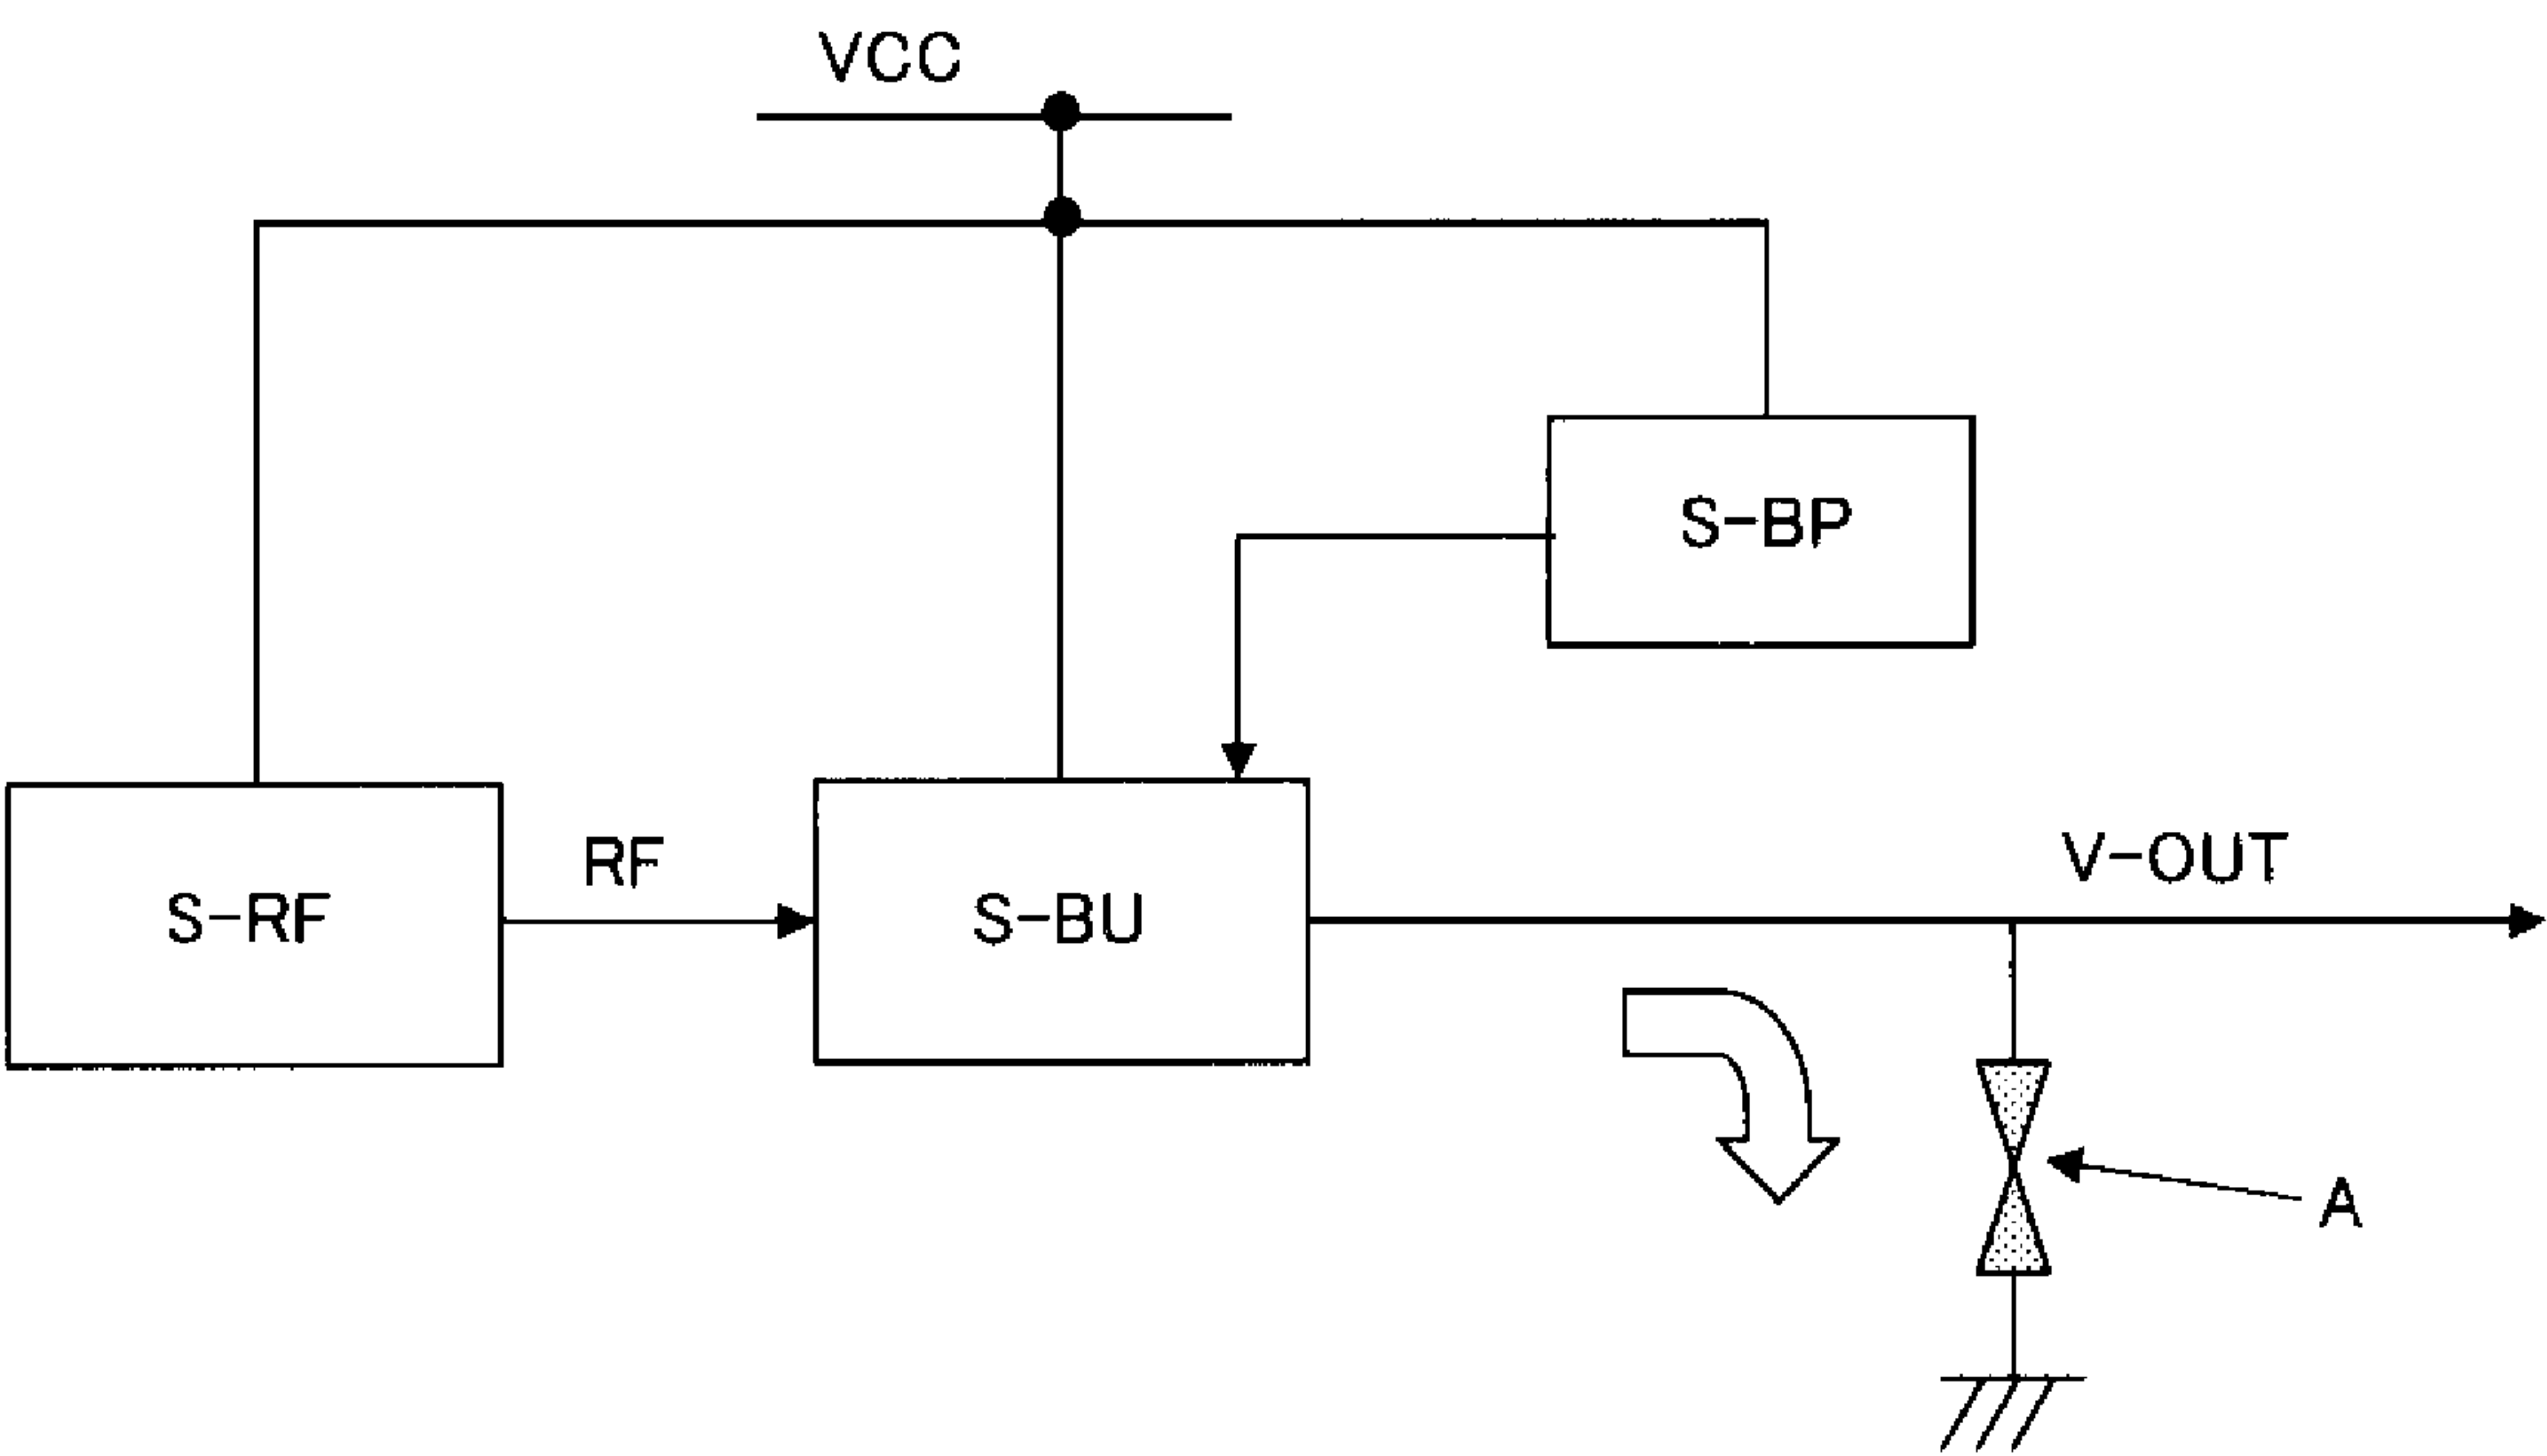 VCC
S-BP
RF
V-OUT
S-RF
S-BU
A